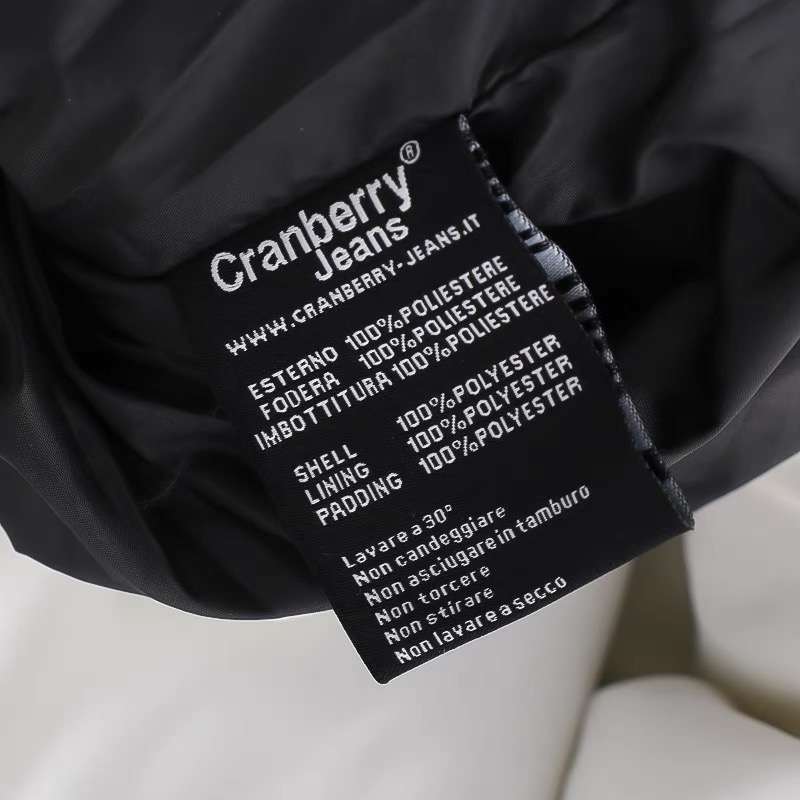 Cranberry®
Jeans
WWW.CRANBERRY-JEANS.IT
ESTERNO 100%POLIESTERE
FODERA 100%POLIESTERE
IMBOTTITURA 100%POLIESTERE
SHELL 100%POLYESTER
LINING 100%POLYESTER
PADDING 100%POLYESTER
Lavare a 30°
Non candeggiare
Non asciugare in tamburo
Non torcere
Non stirare
Non lavare a secco